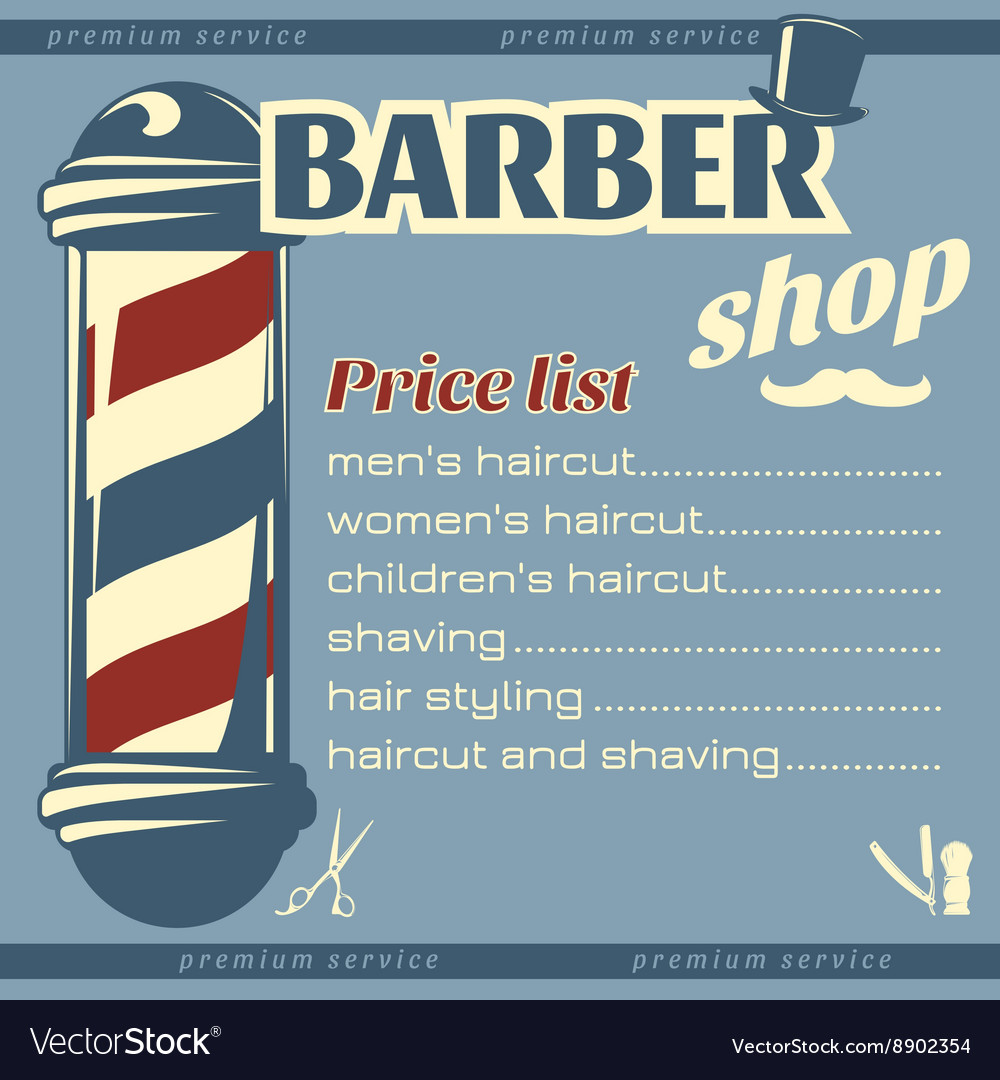 premium service premium service
BARBER
shop
Price list
men's haircut...........................
women's haircut.....................
children's haircut...................
shaving......................................
hair styling ...............................
haircut and shaving..............
premium service premium service
VectorStock® VectorStock.com/8902354